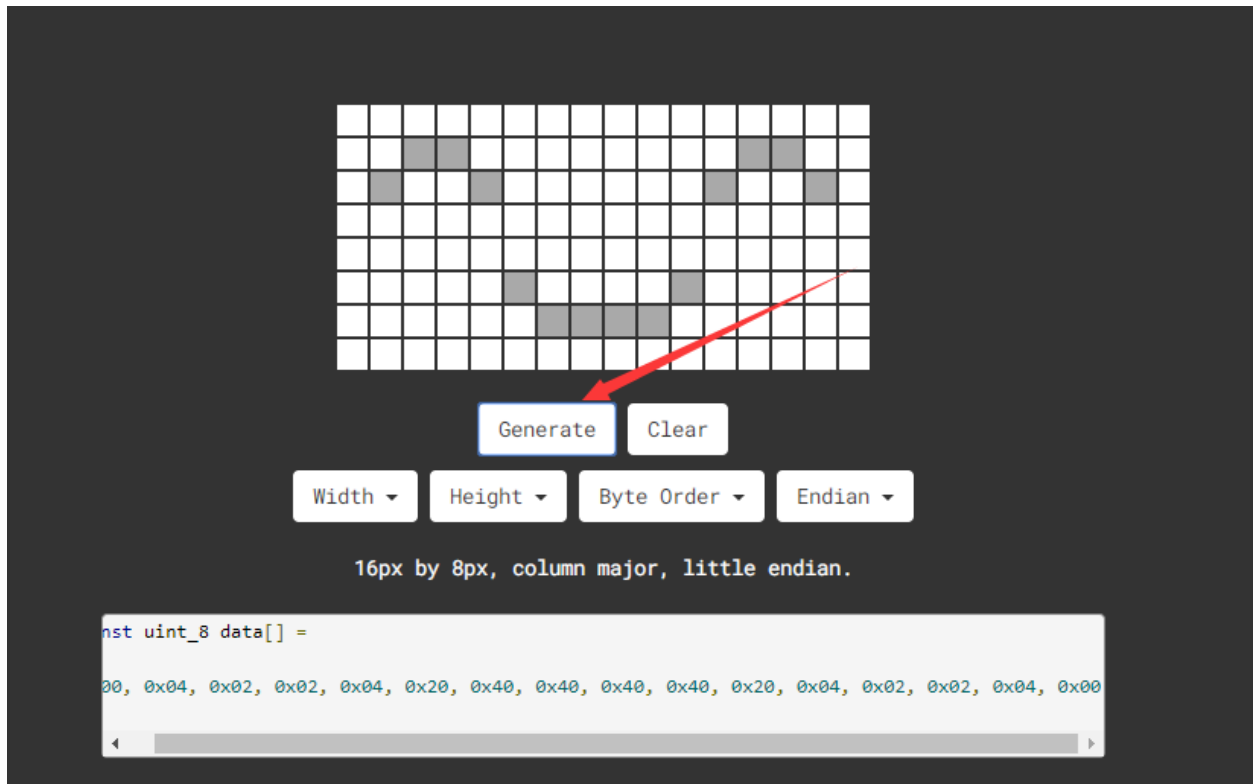 Generate Clear
Width Height Byte Order Endian
16px by 8px, column major, little endian.
nst uint_8 data[] =
00, 0x04, 0x02, 0x02, 0x04, 0x20, 0x40, 0x40, 0x40, 0x40, 0x20, 0x04, 0x02, 0x02, 0x04, 0x00